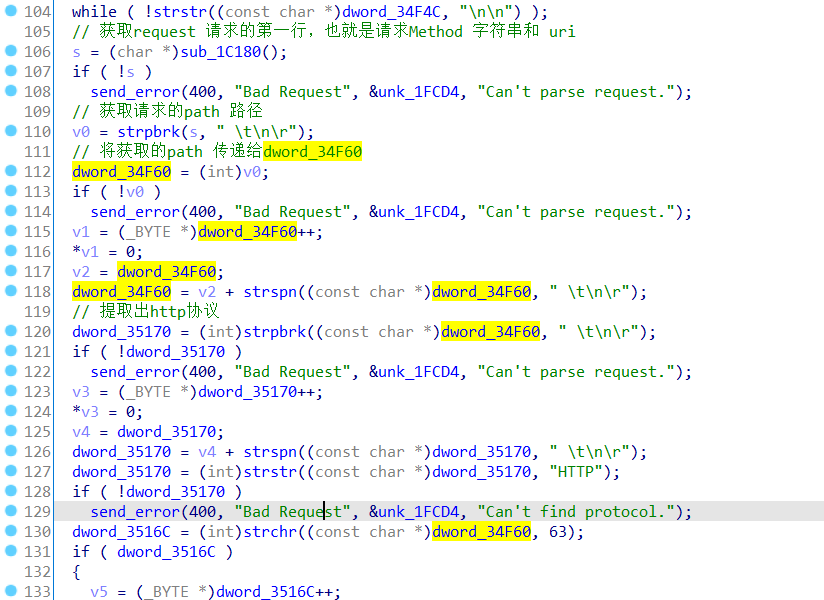 104 while ( !strstr((const char *)dword_34F4C, "\n\n") );
105 // 获取request 请求的第一行，也就是请求Method 字符串和 uri
106 s = (char *)sub_1C180();
107 if ( !s )
108 send_error(400, "Bad Request", &unk_1FCD4, "Can't parse request.");
109 // 获取请求的path 路径
110 v0 = strpbrk(s, " \t\n\r");
111 // 将获取的path 传递给dword_34F60
112 dword_34F60 = (int)v0;
113 if ( !v0 )
114 send_error(400, "Bad Request", &unk_1FCD4, "Can't parse request.");
115 v1 = (_BYTE *)dword_34F60++;
116 *v1 = 0;
117 v2 = dword_34F60;
118 dword_34F60 = v2 + strspn((const char *)dword_34F60, " \t\n\r");
119 // 提取出http协议
120 dword_35170 = (int)strpbrk((const char *)dword_34F60, " \t\n\r");
121 if ( !dword_35170 )
122 send_error(400, "Bad Request", &unk_1FCD4, "Can't parse request.");
123 v3 = (_BYTE *)dword_35170++;
124 *v3 = 0;
125 v4 = dword_35170;
126 dword_35170 = v4 + strspn((const char *)dword_35170, " \t\n\r");
127 dword_35170 = (int)strstr((const char *)dword_35170, "HTTP");
128 if ( !dword_35170 )
129 send_error(400, "Bad Request", &unk_1FCD4, "Can't find protocol.");
130 dword_3516C = (int)strchr((const char *)dword_34F60, 63);
131 if ( dword_3516C )
132 {
133 v5 = (_BYTE *)dword_3516C++;